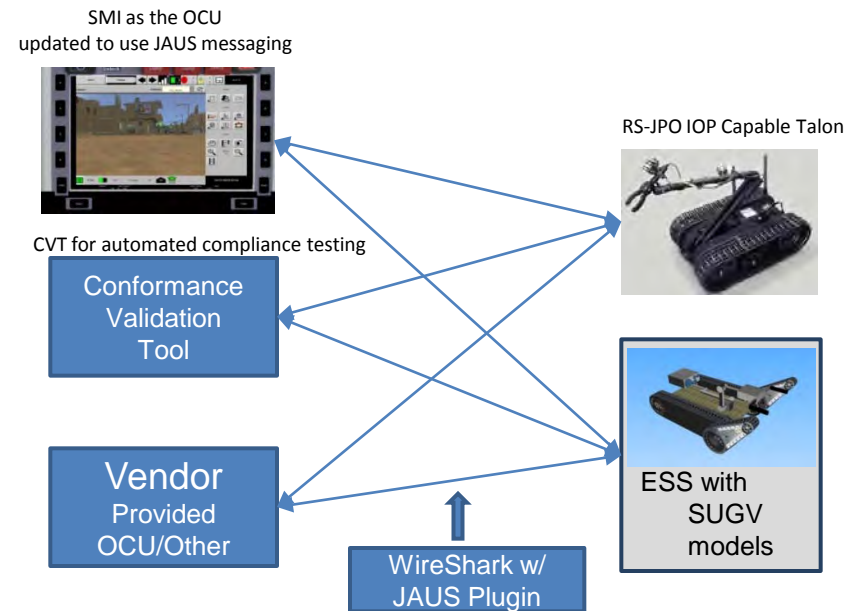 SMI as the OCU
updated to use JAUS messaging
RS-JPO IOP Capable Talon
CVT for automated compliance testing
Conformance
Validation
Tool
Vendor
Provided
OCU/Other
ESS with
SUGV
models
WireShark w/
JAUS Plugin